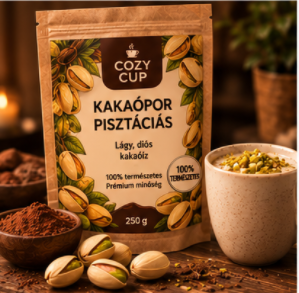 COZY
CUP
KAKAÓPOR
PISZTÁCIÁS
Lágy, diós
kakaóíz
100% természetes
Prémium minőség
100%
TERMÉSZETES
250 g